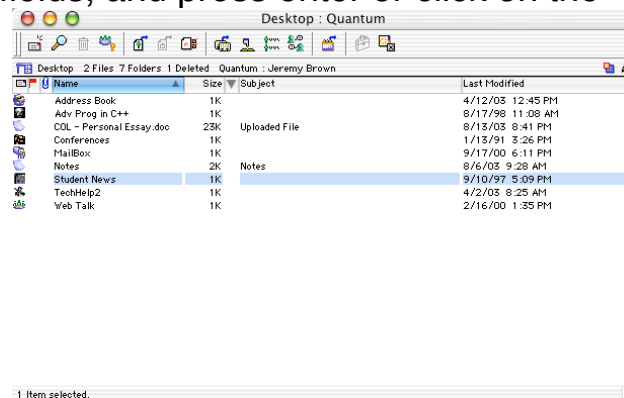 fields, and press enter or click on the
Desktop : Quantum
Desktop 2 Files 7 Folders 1 Deleted Quantum : Jeremy Brown
Name Size Subject Last Modified
Address Book 1K 4/12/03 12:45 PM
Adv Prog in C++ 1K 8/17/98 11:08 AM
COL - Personal Essay.doc 23K Uploaded File 8/13/03 8:41 PM
Conferences 1K 1/13/91 3:26 PM
MailBox 1K 9/17/00 6:11 PM
Notes 2K Notes 8/6/03 9:28 AM
Student News 1K 9/10/97 5:09 PM
TechHelp2 1K 4/2/03 8:25 AM
Web Talk 1K 2/16/00 1:35 PM
1 Item selected.